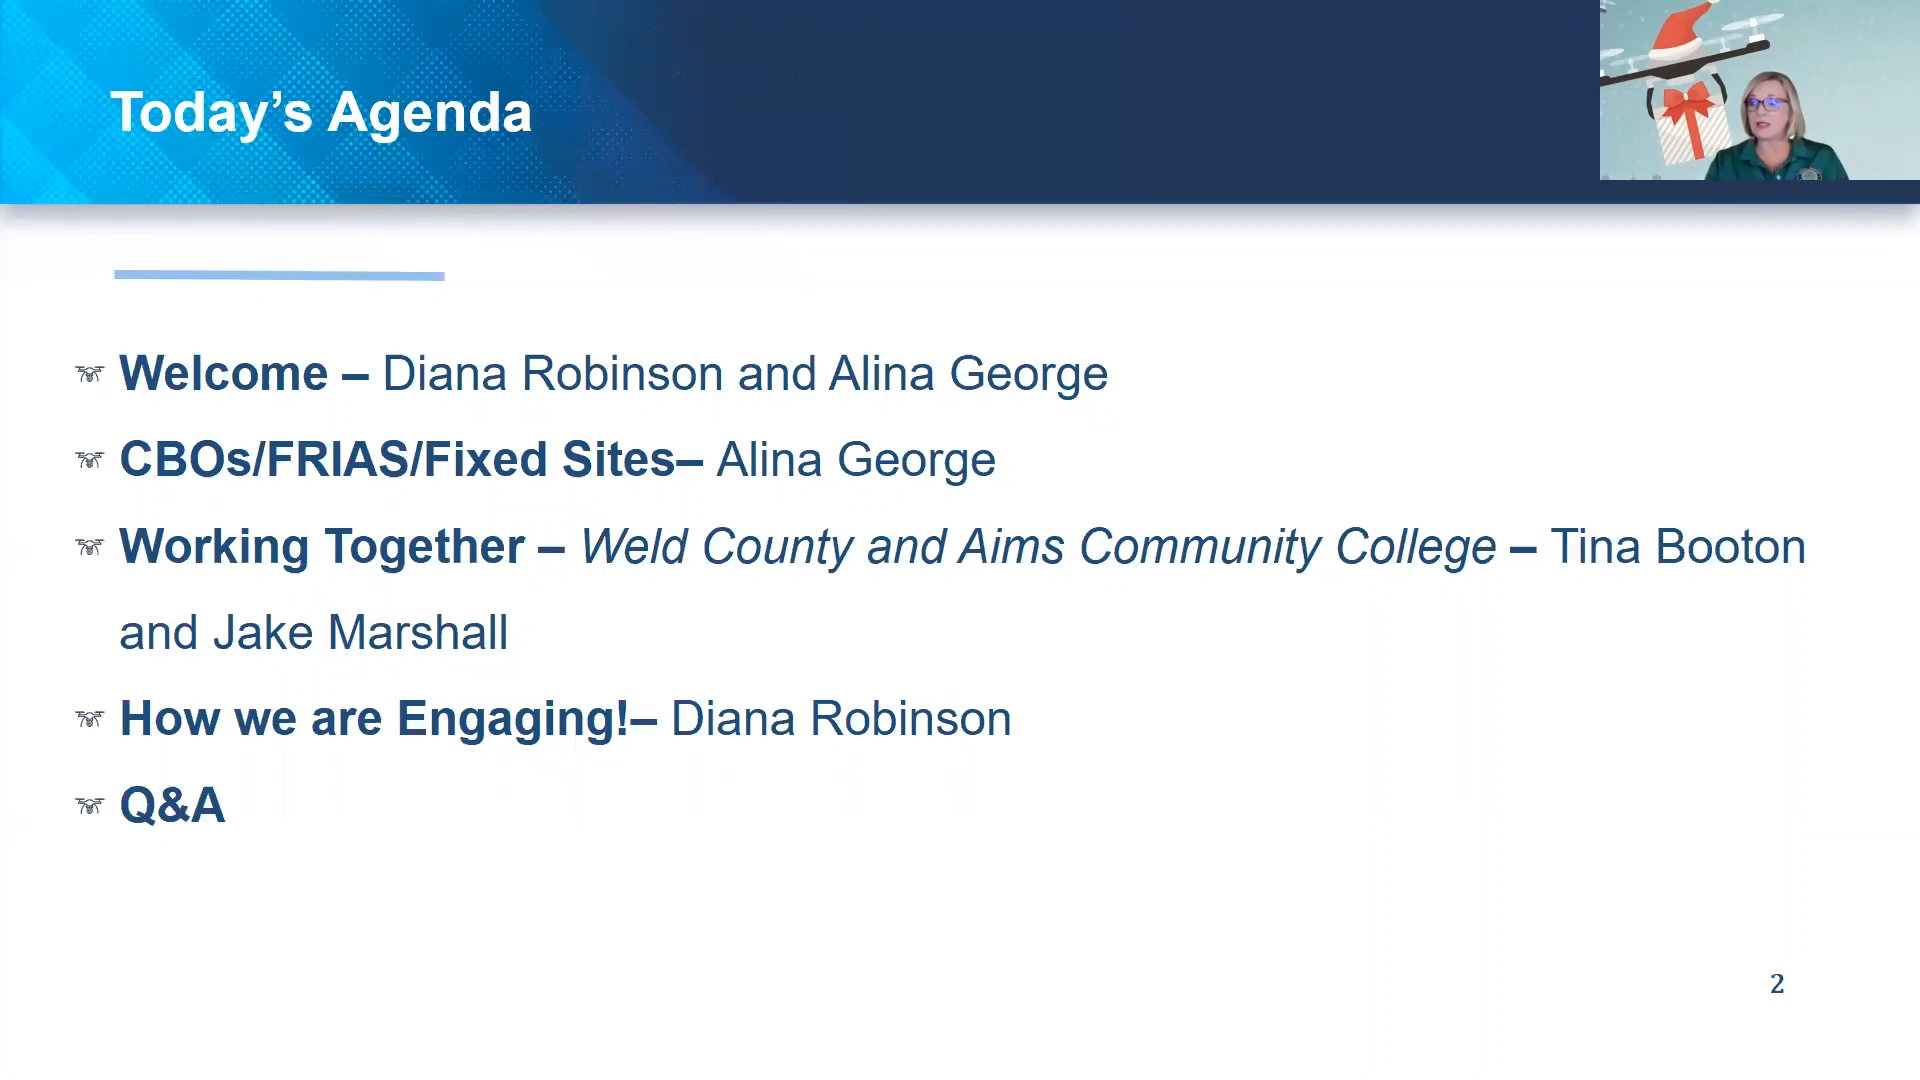 Today’s Agenda
Welcome – Diana Robinson and Alina George
CBOs/FRIAS/Fixed Sites– Alina George
Working Together – Weld County and Aims Community College – Tina Booton
and Jake Marshall
How we are Engaging!– Diana Robinson
Q&A
2